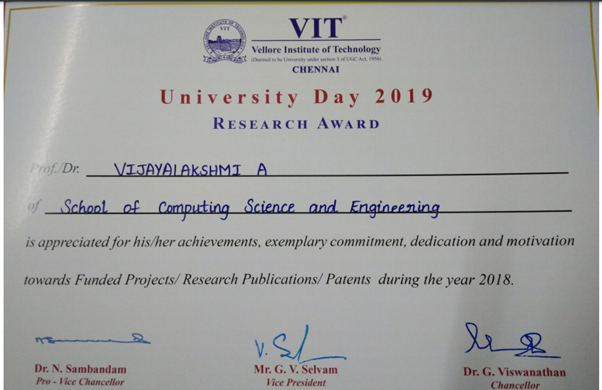 VIT
VIT®
Vellore Institute of Technology
(Deemed to be University under section 3 of UGC Act, 1956)
CHENNAI
University Day 2019
RESEARCH AWARD
Prof./Dr. VIJAYALAKSHMI A
of School of Computing Science and Engineering
is appreciated for his/her achievements, exemplary commitment, dedication and motivation
towards Funded Projects/ Research Publications/ Patents during the year 2018.
Dr. N. Sambandam
Pro - Vice Chancellor
Mr. G. V. Selvam
Vice President
Dr. G. Viswanathan
Chancellor